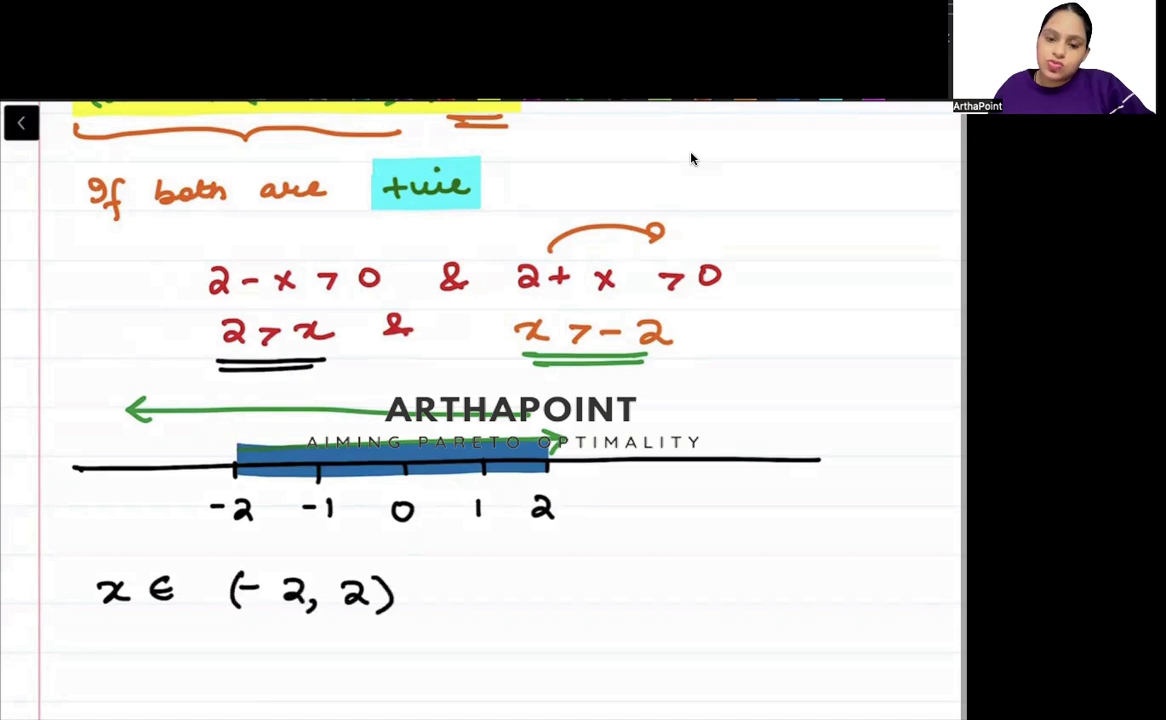 ArthaPoint
If both are +uie
2 - x > 0 & 2 + x > 0
2 > x & x > - 2
ARTHAPOINT
AIMING PARETO OPTIMALITY
-2 -1 0 1 2
x ∈ (- 2, 2)